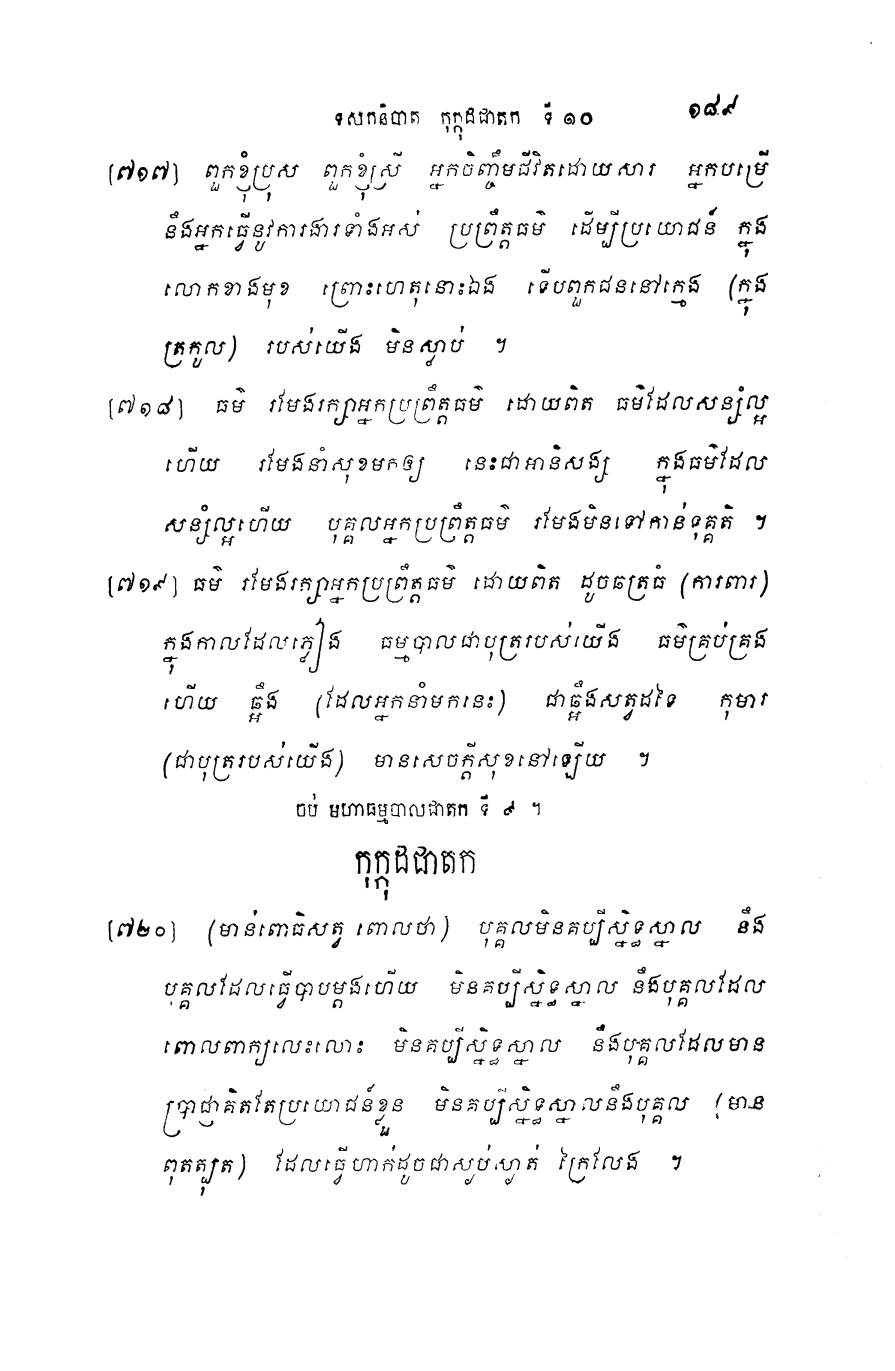 ទសកនិបាត កុក្កុដជាតក ទី ១០ ១៨៩
[៧១៧] ពួកខ្ញុំប្រុស ពួកខ្ញុំស្រី អ្នកចិញ្ចឹមជីវិតដោយសារ អ្នកបម្រើ
នឹងអ្នកធ្វើនូវការងារទាំងអស់ ប្រព្រឹត្តធម៌ ដើម្បីប្រយោជន៍ ក្នុង
លោកខាងមុខ ព្រោះហេតុនោះឯង ទើបពួកជននៅក្មេង (ក្នុង
ត្រកូល) របស់យើង មិនស្លាប់ ។
[៧១៨] ធម៌ រមែងរក្សាអ្នកប្រព្រឹត្តធម៌ ដោយពិត ធម៌ដែលសន្សំល្អ
ហើយ រមែងនាំសុខមកឲ្យ នេះជាអានិសង្ស ក្នុងធម៌ដែល
សន្សំល្អហើយ បុគ្គលអ្នកប្រព្រឹត្តធម៌ រមែងមិនទៅកាន់ទុគ្គតិ ។
[៧១៩] ធម៌ រមែងរក្សាអ្នកប្រព្រឹត្តធម៌ ដោយពិត ដូចឆត្រធំ (ការពារ)
ក្នុងកាលដែលភ្លៀង ធម្មបាលជាបុត្ររបស់យើង ធម៌គ្រប់គ្រង
ហើយ ឆ្អឹង (ដែលអ្នកនាំមកនេះ) ជាឆ្អឹងសត្វដទៃ កុមារ
(ជាបុត្ររបស់យើង) មានសេចក្តីសុខនៅឡើយ ។
ចប់ មហាធម្មបាលជាតក ទី ៩ ។
កុក្កុដជាតក
[៧២០] (មាន់ពោធិសត្វ ពោលថា) បុគ្គលមិនគប្បីស្និទ្ធស្នាល នឹង
បុគ្គលដែលធ្វើបាបម្តងហើយ មិនគប្បីស្និទ្ធស្នាល នឹងបុគ្គលដែល
ពោលពាក្យលេះលោះ មិនគប្បីស្និទ្ធស្នាល នឹងបុគ្គលដែលមាន
ប្រាជ្ញាគិតតែប្រយោជន៍ខ្លួន មិនគប្បីស្និទ្ធស្នាលនឹងបុគ្គល (មាន
ពុតត្បុត) ដែលធ្វើហាក់ដូចជាស្ងប់ស្ងាត់ ក្រៃលែង ។